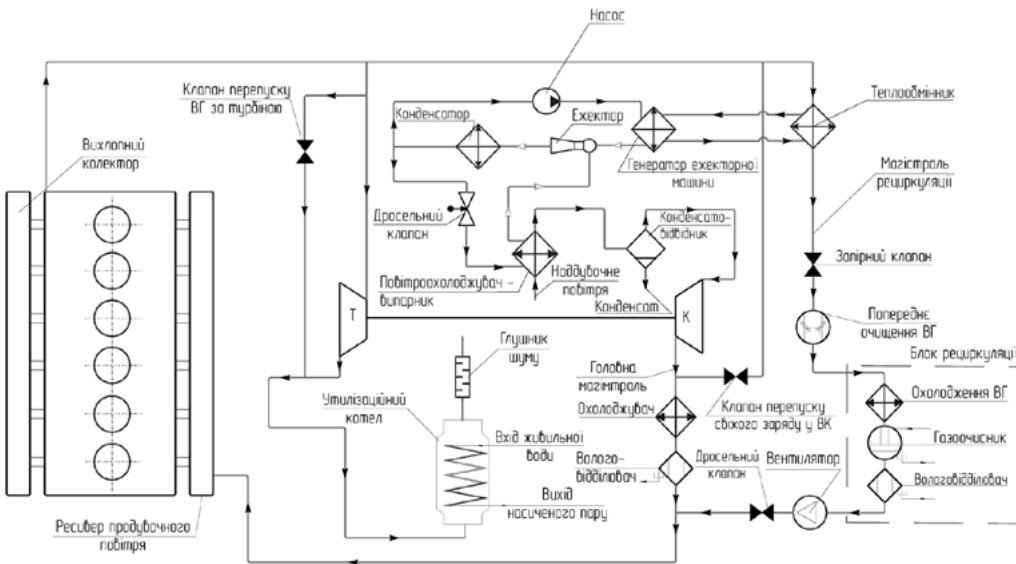 Насос
Клапан перепуску
ВГ за турбіною
Конденсатор
Ежектор
Теплообмінник
Вихлопний
колектор
Генератор ежекторної
машини
Магістраль
рециркуляції
Дросельний
клапан
Конденсато-
відвідник
Запірний клапан
Повітроохолоджувач -
випарник
Наддувочне
повітря
Конденсат
Т
К
Попереднє
очищення ВГ
Глушник
шуму
Блок рециркуляції
Головна
магімтраль
Утилізаційний
котел
Охолоджувач
Клапан перепуску
свіжого заряду у ВК
Охолодження ВГ
Вхід живильної
води
Газоочисник
Волого-
відділювач
Дросельний
клапан
Вентилятор
Вологовідділювач
Вихід
насиченого пару
Ресивер продувочного
повітря